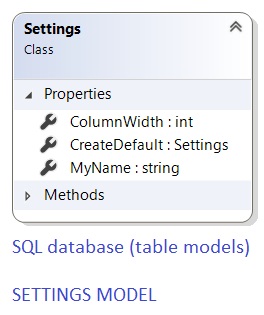 Settings
Class
Properties
ColumnWidth : int
CreateDefault : Settings
MyName : string
Methods
SQL database (table models)
SETTINGS MODEL